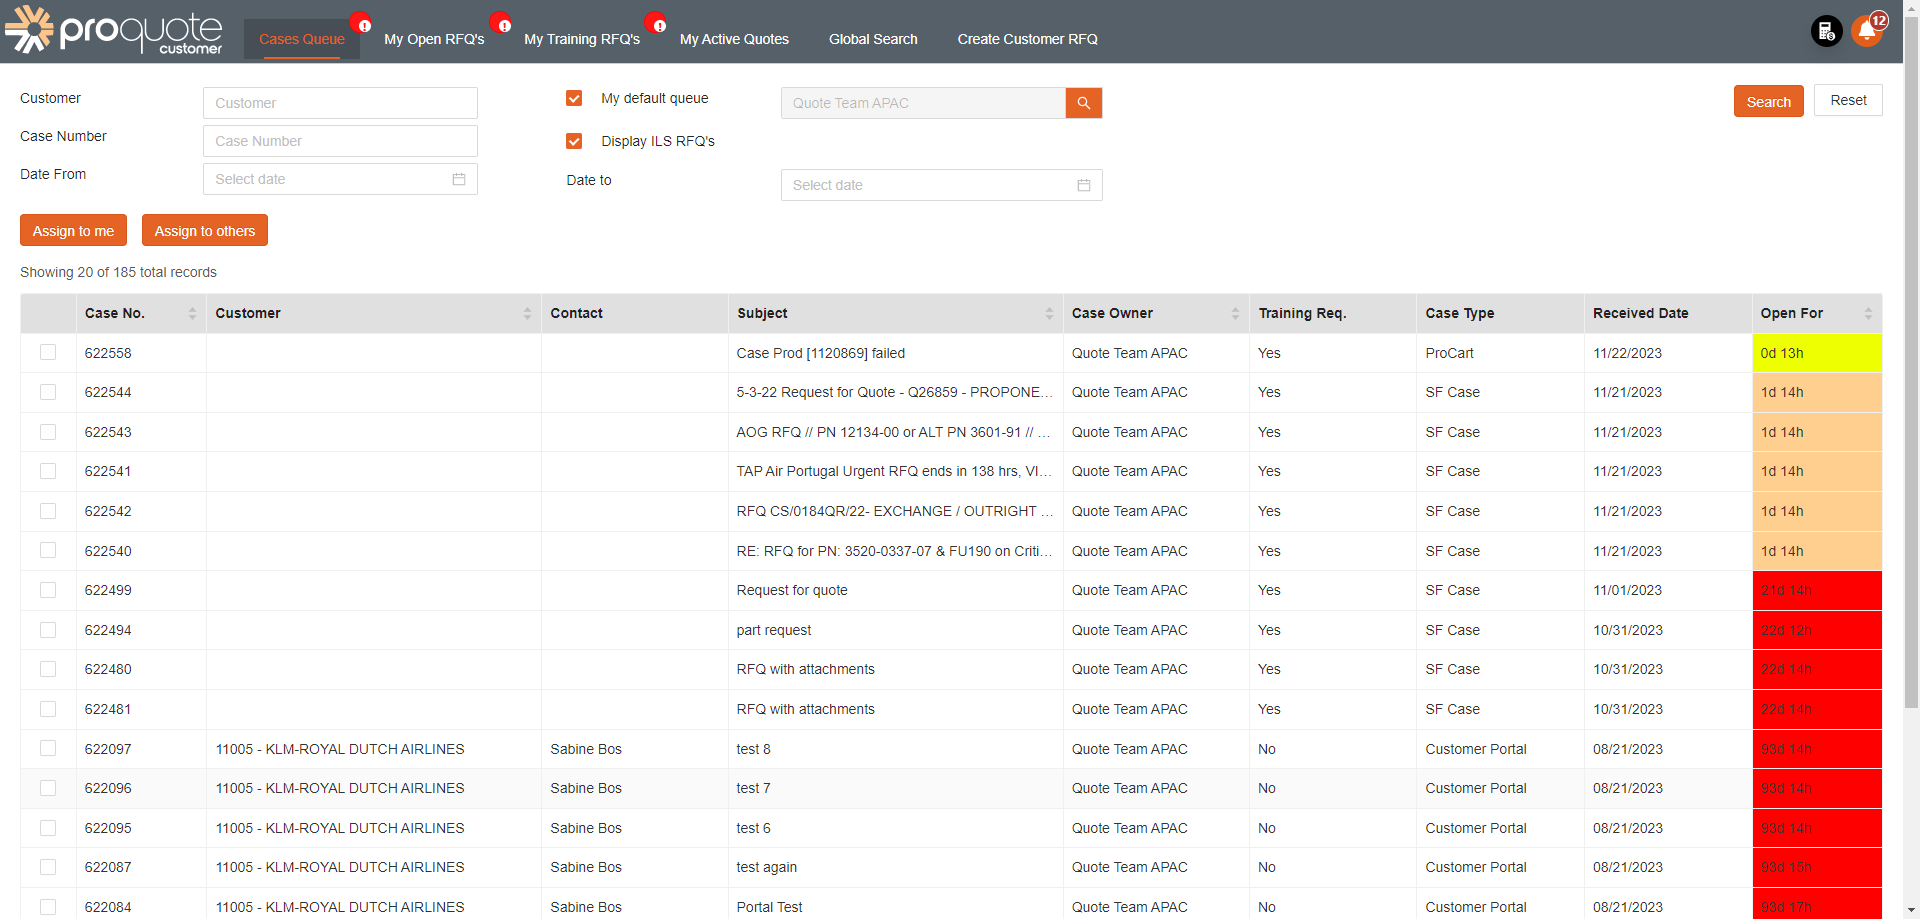 proquote
customer
Cases Queue ! My Open RFQ's ! My Training RFQ's ! My Active Quotes Global Search Create Customer RFQ 12
Customer Customer My default queue Quote Team APAC Search Reset
Case Number Case Number Display ILS RFQ's
Date From Select date Date to Select date
Assign to me Assign to others
Showing 20 of 185 total records
Case No. Customer Contact Subject Case Owner Training Req. Case Type Received Date Open For
622558 Case Prod [1120869] failed Quote Team APAC Yes ProCart 11/22/2023 0d 13h
622544 5-3-22 Request for Quote - Q26859 - PROPONE... Quote Team APAC Yes SF Case 11/21/2023 1d 14h
622543 AOG RFQ // PN 12134-00 or ALT PN 3601-91 // ... Quote Team APAC Yes SF Case 11/21/2023 1d 14h
622541 TAP Air Portugal Urgent RFQ ends in 138 hrs, VI... Quote Team APAC Yes SF Case 11/21/2023 1d 14h
622542 RFQ CS/0184QR/22- EXCHANGE / OUTRIGHT ... Quote Team APAC Yes SF Case 11/21/2023 1d 14h
622540 RE: RFQ for PN: 3520-0337-07 & FU190 on Criti... Quote Team APAC Yes SF Case 11/21/2023 1d 14h
622499 Request for quote Quote Team APAC Yes SF Case 11/01/2023 21d 14h
622494 part request Quote Team APAC Yes SF Case 10/31/2023 22d 12h
622480 RFQ with attachments Quote Team APAC Yes SF Case 10/31/2023 22d 14h
622481 RFQ with attachments Quote Team APAC Yes SF Case 10/31/2023 22d 14h
622097 11005 - KLM-ROYAL DUTCH AIRLINES Sabine Bos test 8 Quote Team APAC No Customer Portal 08/21/2023 93d 14h
622096 11005 - KLM-ROYAL DUTCH AIRLINES Sabine Bos test 7 Quote Team APAC No Customer Portal 08/21/2023 93d 14h
622095 11005 - KLM-ROYAL DUTCH AIRLINES Sabine Bos test 6 Quote Team APAC No Customer Portal 08/21/2023 93d 14h
622087 11005 - KLM-ROYAL DUTCH AIRLINES Sabine Bos test again Quote Team APAC No Customer Portal 08/21/2023 93d 15h
622084 11005 - KLM-ROYAL DUTCH AIRLINES Sabine Bos Portal Test Quote Team APAC No Customer Portal 08/21/2023 93d 17h